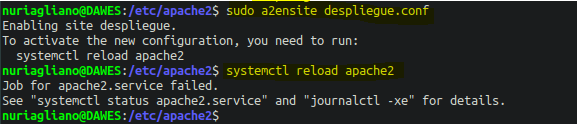 nuriagliano@DAWES:/etc/apache2$ sudo a2ensite despliegue.conf
Enabling site despliegue.
To activate the new configuration, you need to run:
  systemctl reload apache2
nuriagliano@DAWES:/etc/apache2$ systemctl reload apache2
Job for apache2.service failed.
See "systemctl status apache2.service" and "journalctl -xe" for details.
nuriagliano@DAWES:/etc/apache2$